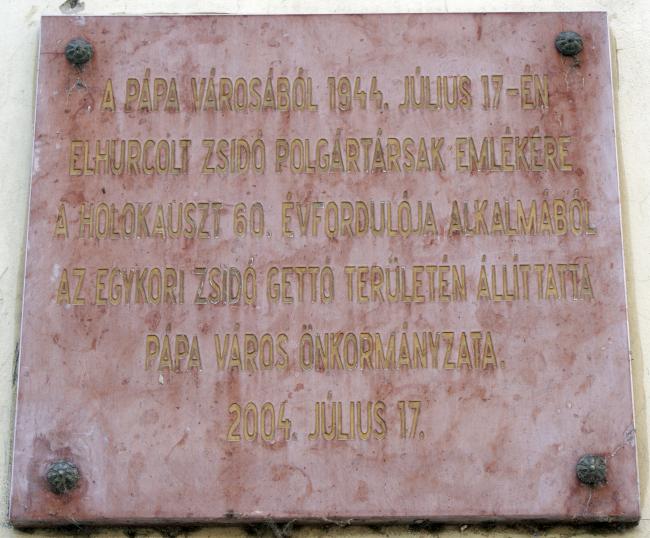 A PÁPA VÁROSÁBÓL 1944. JÚLIUS 17-ÉN
ELHURCOLT ZSIDÓ POLGÁRTÁRSAK EMLÉKÉRE
A HOLOKAUSZT 60. ÉVFORDULÓJA ALKALMÁBÓL
AZ EGYKORI ZSIDÓ GETTÓ TERÜLETÉN ÁLLÍTTATTA
PÁPA VÁROS ÖNKORMÁNYZATA.
2004. JÚLIUS 17.